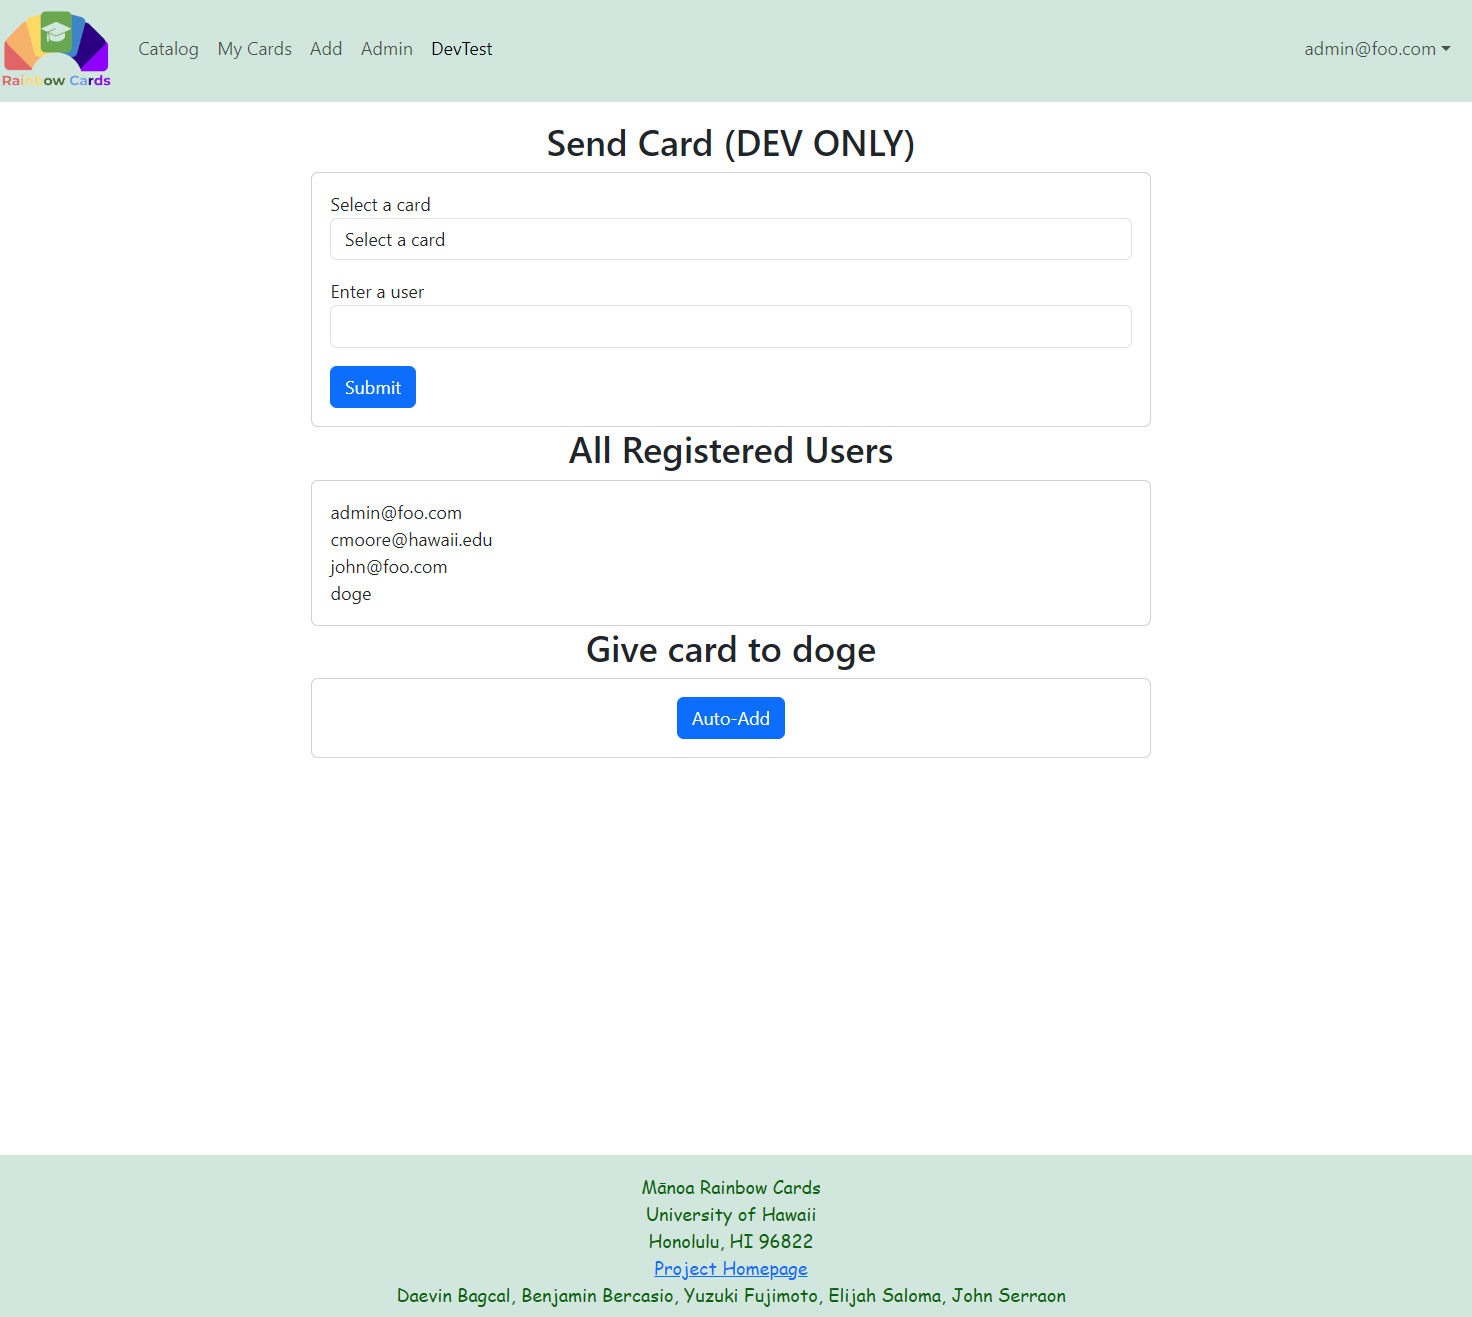 Rainbow Cards
Catalog My Cards Add Admin DevTest admin@foo.com
Send Card (DEV ONLY)
Select a card
Select a card
Enter a user
Submit
All Registered Users
admin@foo.com
cmoore@hawaii.edu
john@foo.com
doge
Give card to doge
Auto-Add
Mānoa Rainbow Cards
University of Hawaii
Honolulu, HI 96822
Project Homepage
Daevin Bagcal, Benjamin Bercasio, Yuzuki Fujimoto, Elijah Saloma, John Serraon